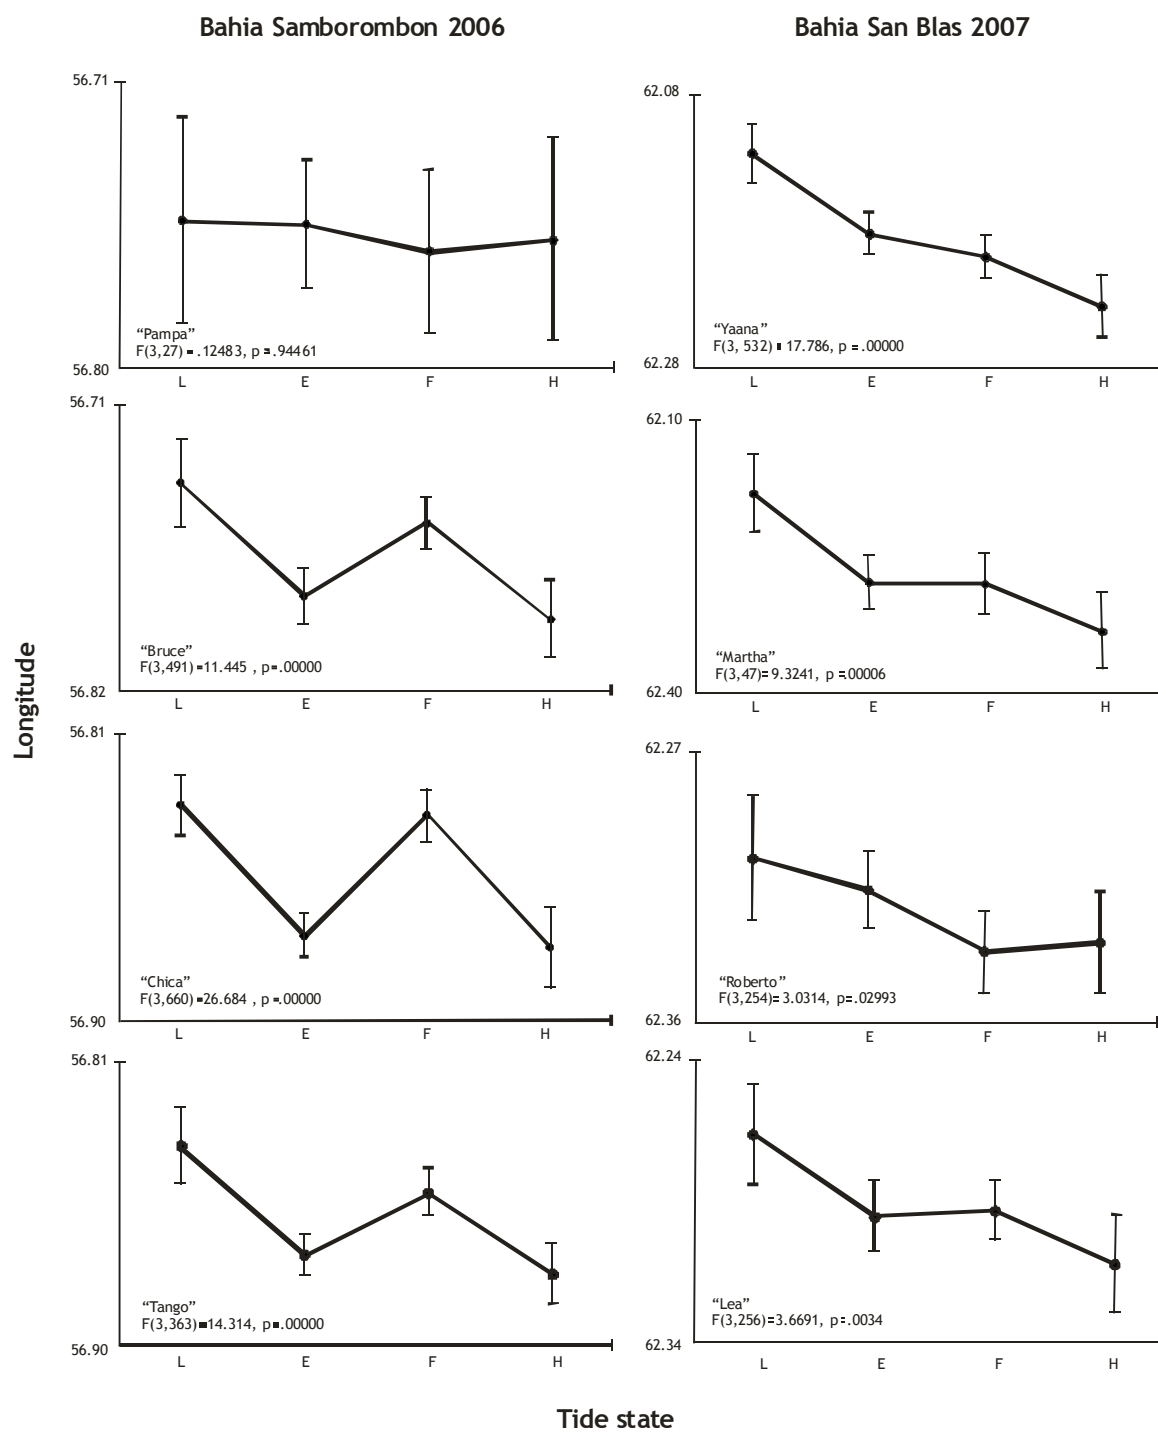 Bahia Samborombon 2006
Bahia San Blas 2007
Longitude
56.71
"Pampa"
F(3,27)=.12483, p=.94461
56.80
L E F H
62.08
"Yaana"
F(3, 532)=17.786, p=.00000
62.28
L E F H
56.71
"Bruce"
F(3,491)=11.445 , p=.00000
56.82
L E F H
62.10
"Martha"
F(3,47)=9.3241, p=.00006
62.40
L E F H
56.81
"Chica"
F(3,660)=26.684 , p=.00000
56.90
L E F H
62.27
"Roberto"
F(3,254)=3.0314, p=.02993
62.36
L E F H
56.81
"Tango"
F(3,363)=14.314, p=.00000
56.90
L E F H
62.24
"Lea"
F(3,256)=3.6691, p=.0034
62.34
L E F H
Tide state